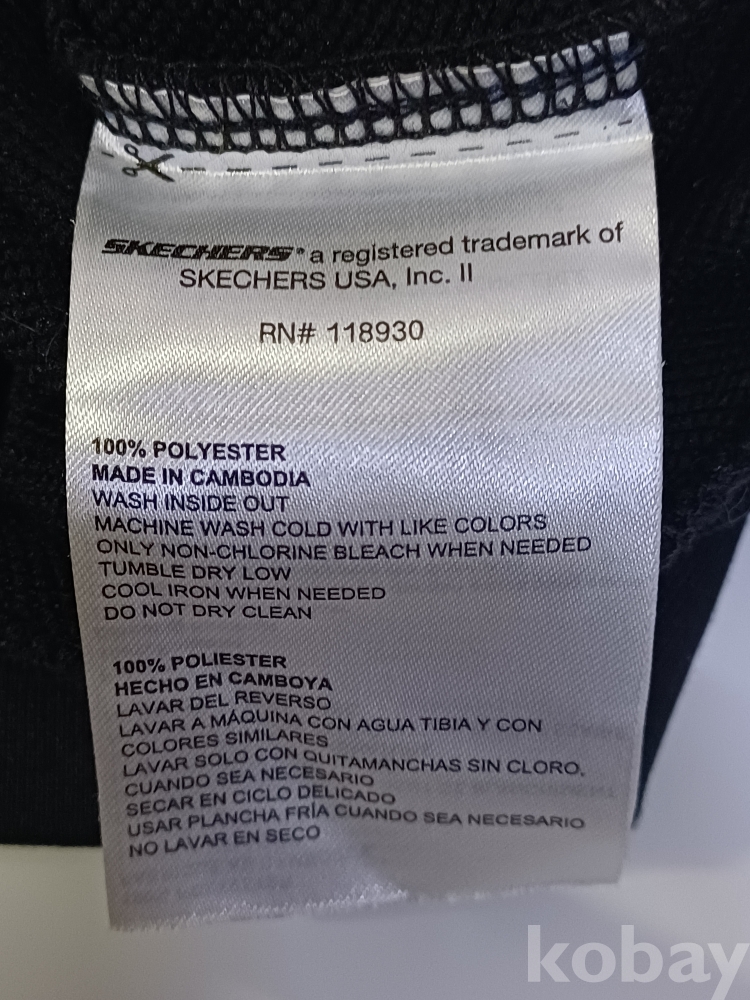 SKECHERS® a registered trademark of
SKECHERS USA, Inc. II
RN# 118930
100% POLYESTER
MADE IN CAMBODIA
WASH INSIDE OUT
MACHINE WASH COLD WITH LIKE COLORS
ONLY NON-CHLORINE BLEACH WHEN NEEDED
TUMBLE DRY LOW
COOL IRON WHEN NEEDED
DO NOT DRY CLEAN
100% POLIESTER
HECHO EN CAMBOYA
LAVAR DEL REVERSO
LAVAR A MÁQUINA CON AGUA TIBIA Y CON
COLORES SIMILARES
LAVAR SOLO CON QUITAMANCHAS SIN CLORO,
CUANDO SEA NECESARIO
SECAR EN CICLO DELICADO
USAR PLANCHA FRÍA CUANDO SEA NECESARIO
NO LAVAR EN SECO
kobay